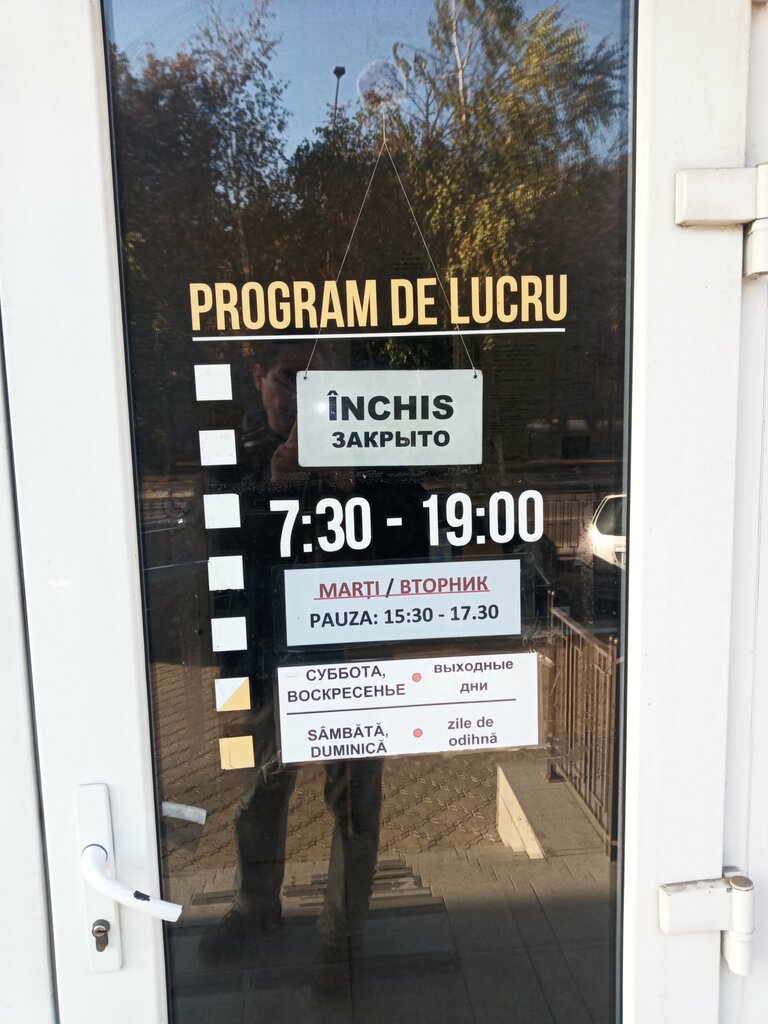 PROGRAM DE LUCRU
ÎNCHIS
ЗАКРЫТО
7:30 - 19:00
MARȚI / ВТОРНИК
PAUZA: 15:30 - 17.30
СУББОТА, ВОСКРЕСЕНЬЕ • ВЫХОДНЫЕ ДНИ
SÂMBĂTĂ, DUMINICĂ • zile de odihnă